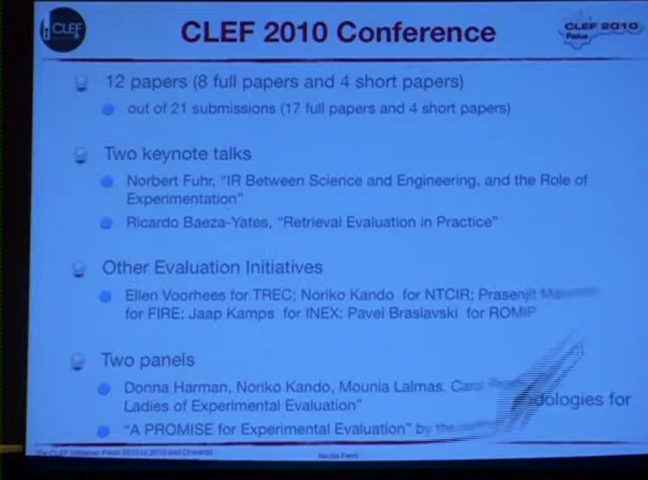 CLEF
CLEF 2010 Conference
CLEF 2010
12 papers (8 full papers and 4 short papers)
out of 21 submissions (17 full papers and 4 short papers)
Two keynote talks
Norbert Fuhr, “IR Between Science and Engineering, and the Role of
Experimentation”
Ricardo Baeza-Yates, “Retrieval Evaluation in Practice”
Other Evaluation Initiatives
Ellen Voorhees for TREC; Noriko Kando for NTCIR; Prasenjit
for FIRE; Jaap Kamps for INEX; Pavel Braslavski for ROMIP
Two panels
Donna Harman, Noriko Kando, Mounia Lalmas, Carol
Ladies of Experimental Evaluation” for
“A PROMISE for Experimental Evaluation” by